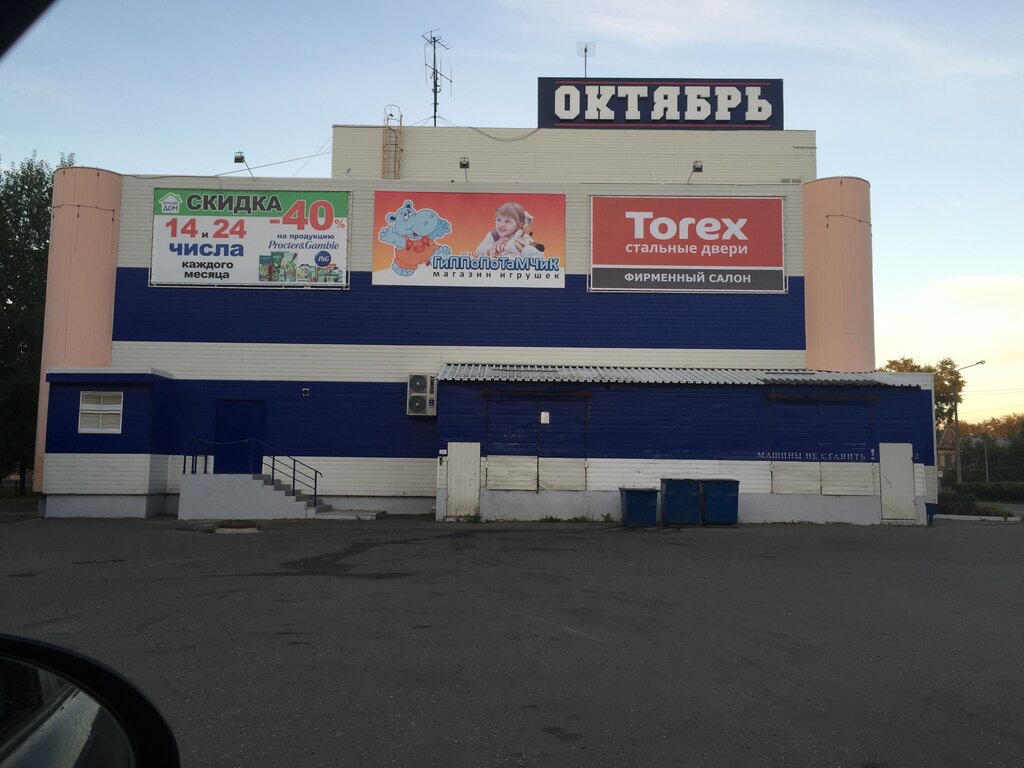 ОКТЯБРЬ
ДОМ
СКИДКА
14 и 24
числа
каждого
месяца
-40%
на продукцию
Procter&Gamble
P&G
ГиППоПоТаМЧиК
магазин игрушек
Torex
стальные двери
ФИРМЕННЫЙ САЛОН
МАШИНЫ НЕ СТАВИТЬ!